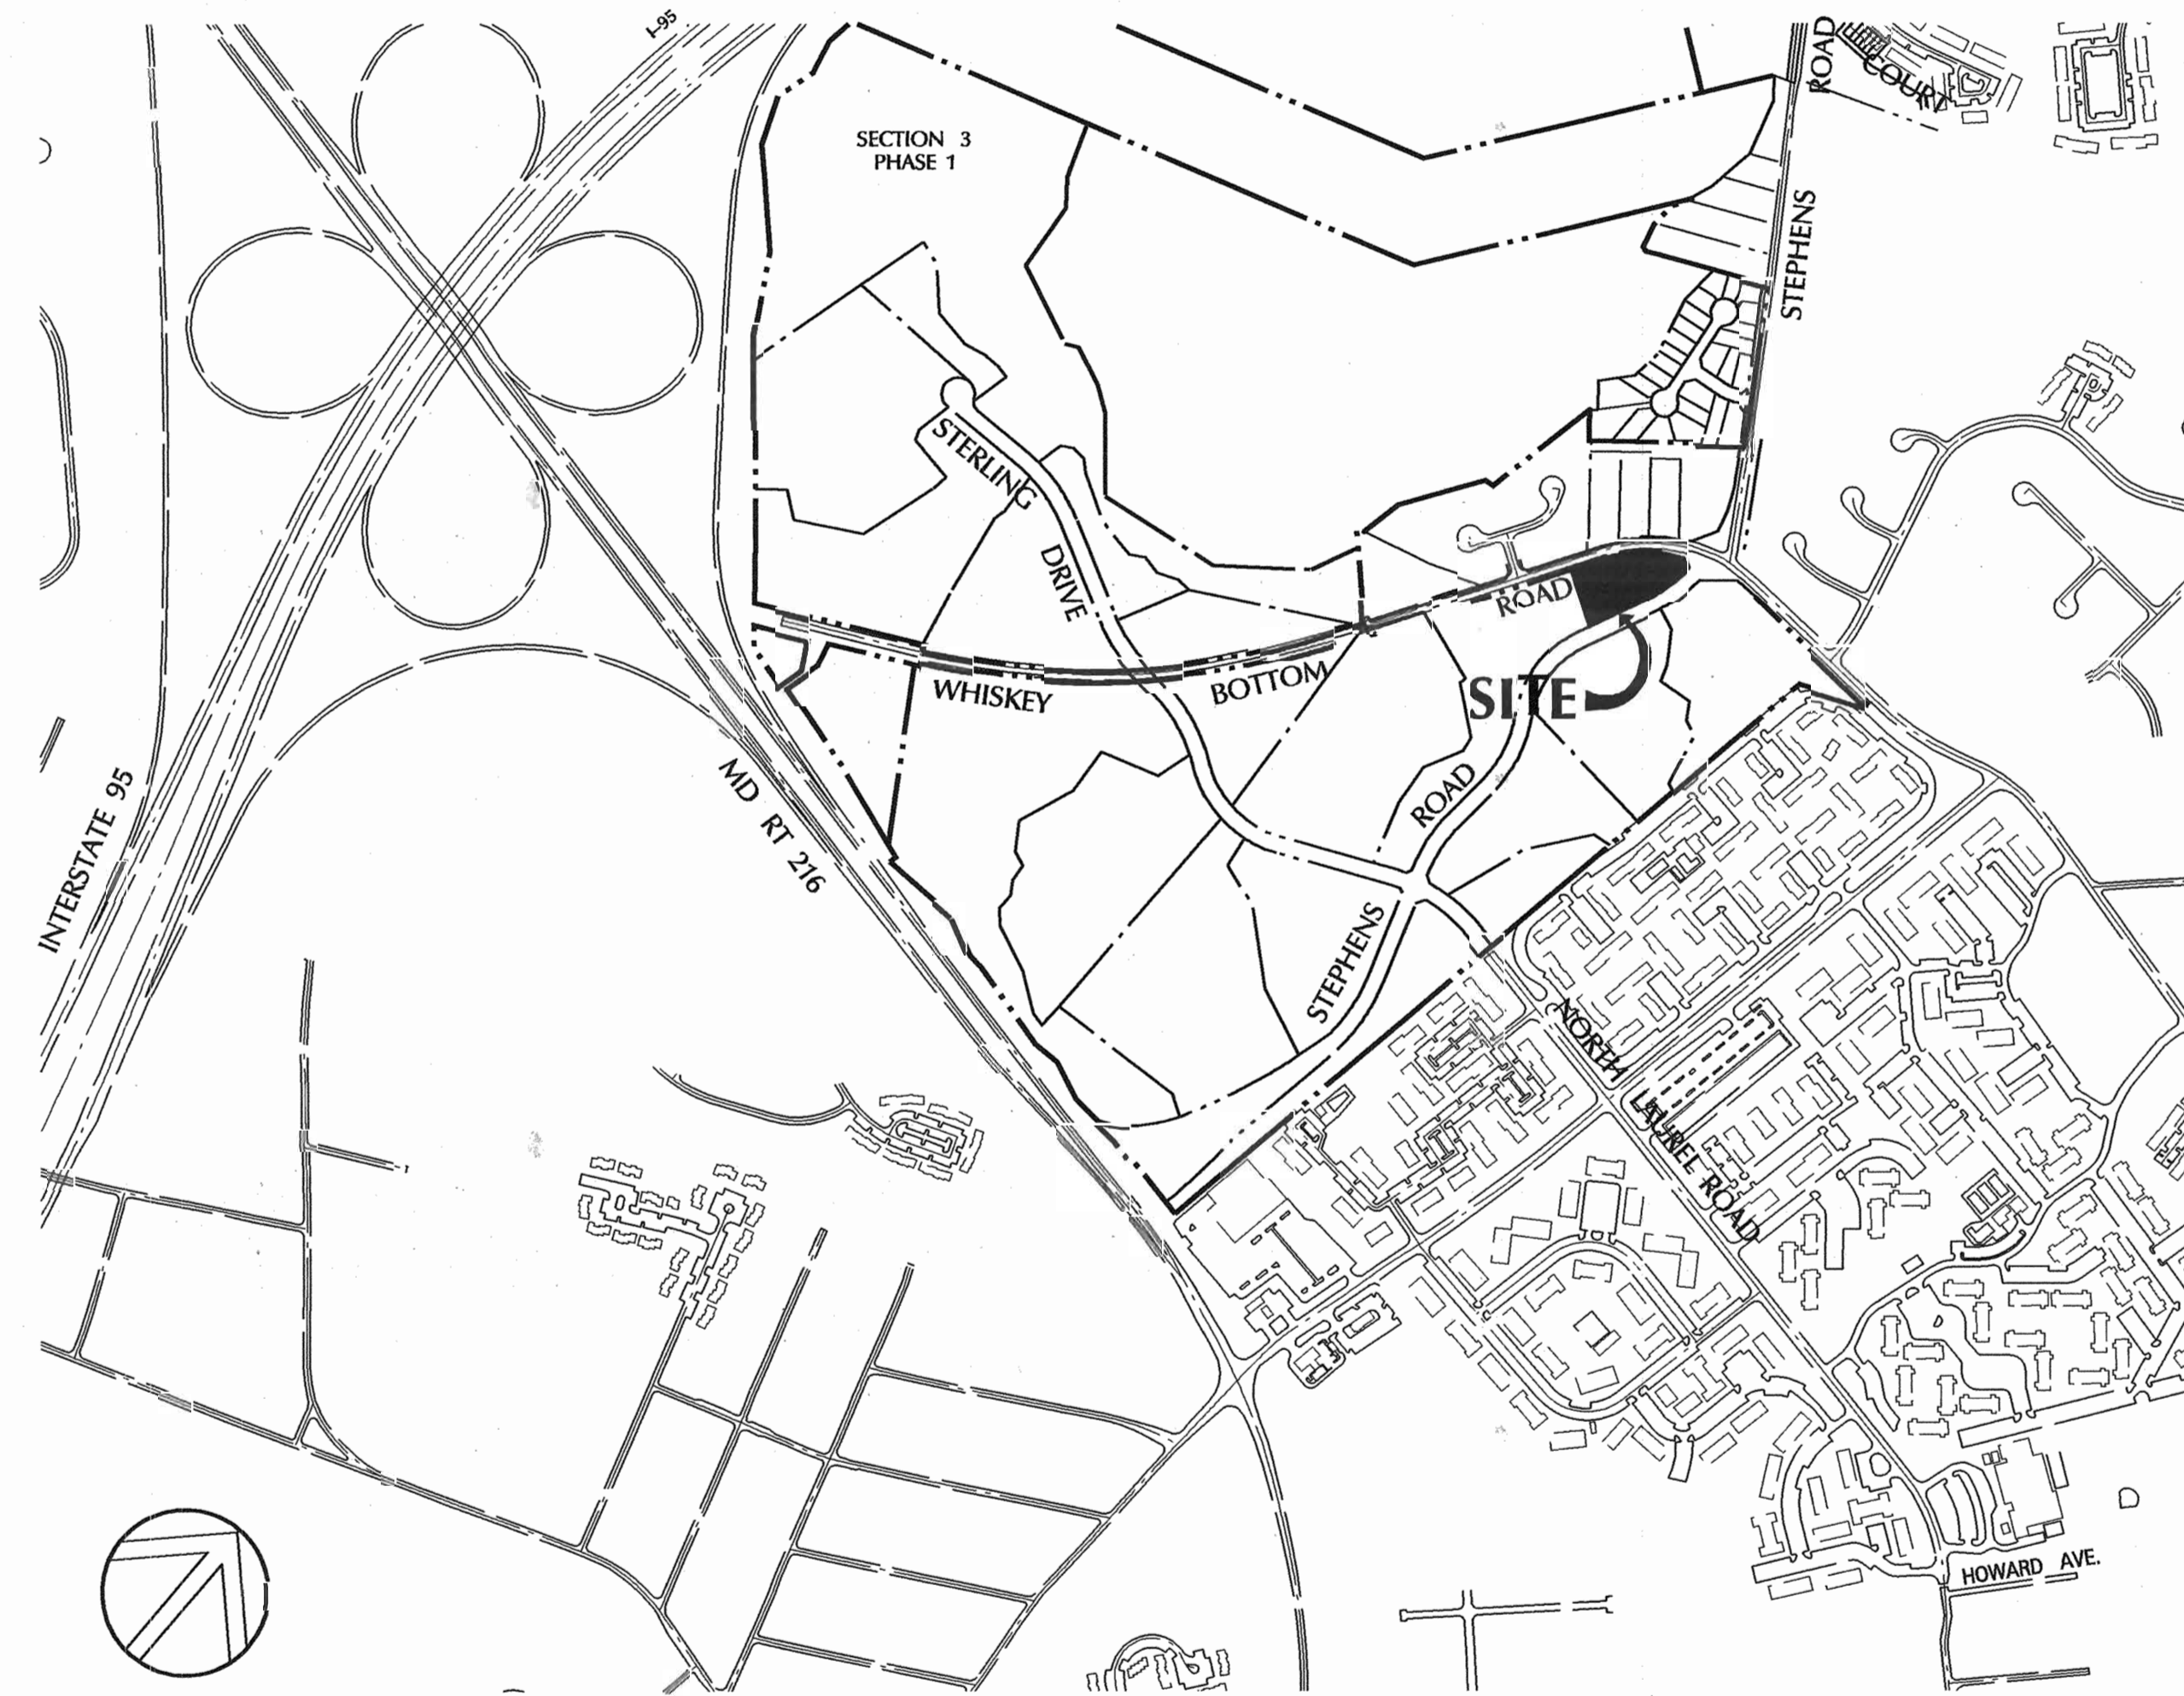 I-95
ROAD
COURT
SECTION 3
PHASE 1
STEPHENS
STERLING
DRIVE
ROAD
WHISKEY
BOTTOM
SITE
MD RT 216
ROAD
INTERSTATE 95
STEPHENS
NORTH
LAUREL ROAD
HOWARD AVE.